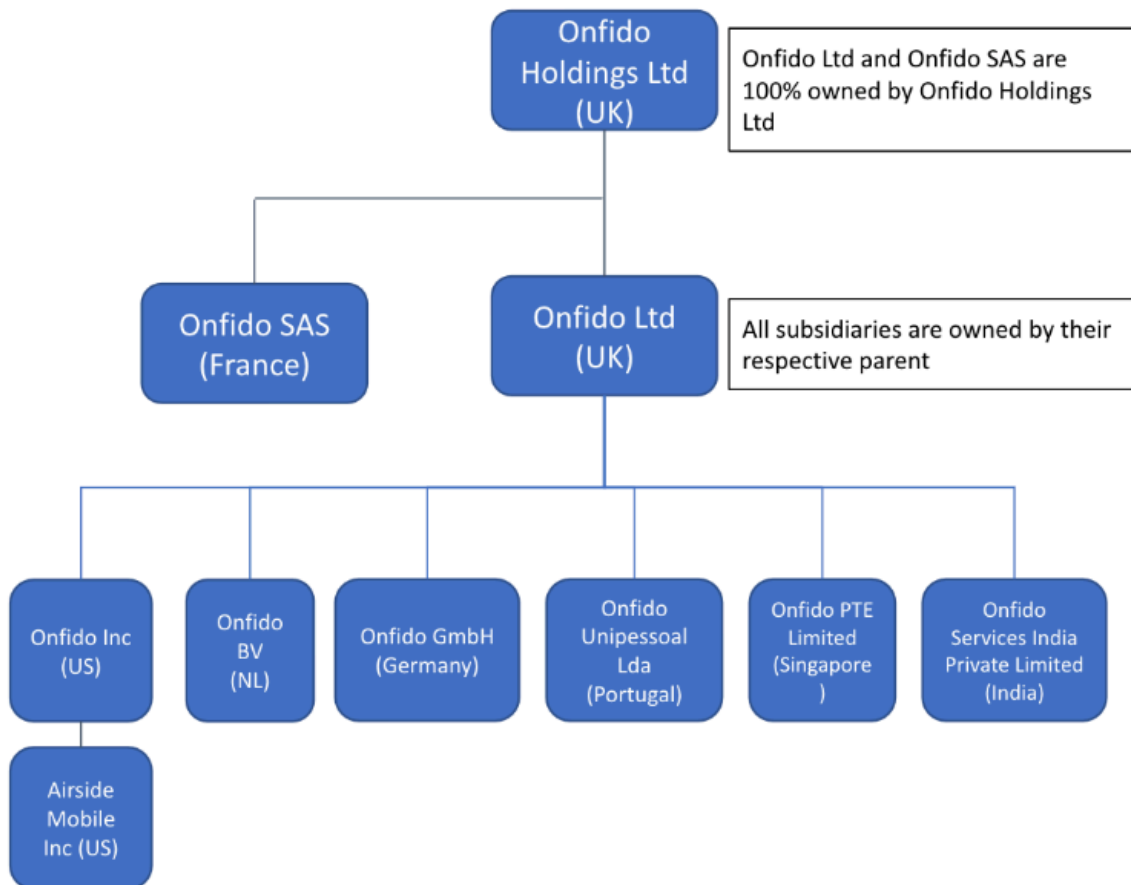 Onfido
Holdings Ltd
(UK)
Onfido Ltd and Onfido SAS are
100% owned by Onfido Holdings
Ltd
Onfido SAS
(France)
Onfido Ltd
(UK)
All subsidiaries are owned by their
respective parent
Onfido Inc
(US)
Onfido
BV
(NL)
Onfido GmbH
(Germany)
Onfido
Unipessoal
Lda
(Portugal)
Onfido PTE
Limited
(Singapore
)
Onfido
Services India
Private Limited
(India)
Airside
Mobile
Inc (US)